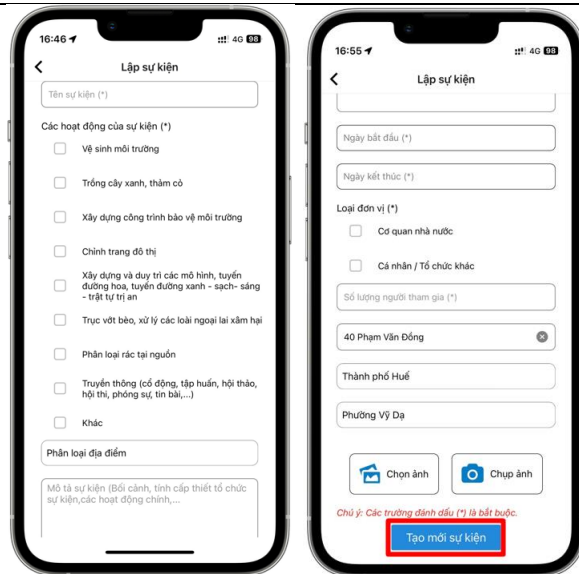 16:46
4G 98
Lập sự kiện
Tên sự kiện (*)
Các hoạt động của sự kiện (*)
Vệ sinh môi trường
Trồng cây xanh, thảm cỏ
Xây dựng công trình bảo vệ môi trường
Chỉnh trang đô thị
Xây dựng và duy trì các mô hình, tuyến
đường hoa, tuyến đường xanh - sạch- sáng
- trật tự trị an
Trục vớt bèo, xử lý các loài ngoại lai xâm hại
Phân loại rác tại nguồn
Truyền thông (cổ động, tập huấn, hội thảo,
hội thi, phóng sự, tin bài,...)
Khác
Phân loại địa điểm
Mô tả sự kiện (Bối cảnh, tính cấp thiết tổ chức
sự kiện,các hoạt động chính,...
16:55
4G 98
Lập sự kiện
Ngày bắt đầu (*)
Ngày kết thúc (*)
Loại đơn vị (*)
Cơ quan nhà nước
Cá nhân / Tổ chức khác
Số lượng người tham gia (*)
40 Phạm Văn Đồng
Thành phố Huế
Phường Vỹ Dạ
Chọn ảnh
Chụp ảnh
Chú ý: Các trường đánh dấu (*) là bắt buộc.
Tạo mới sự kiện